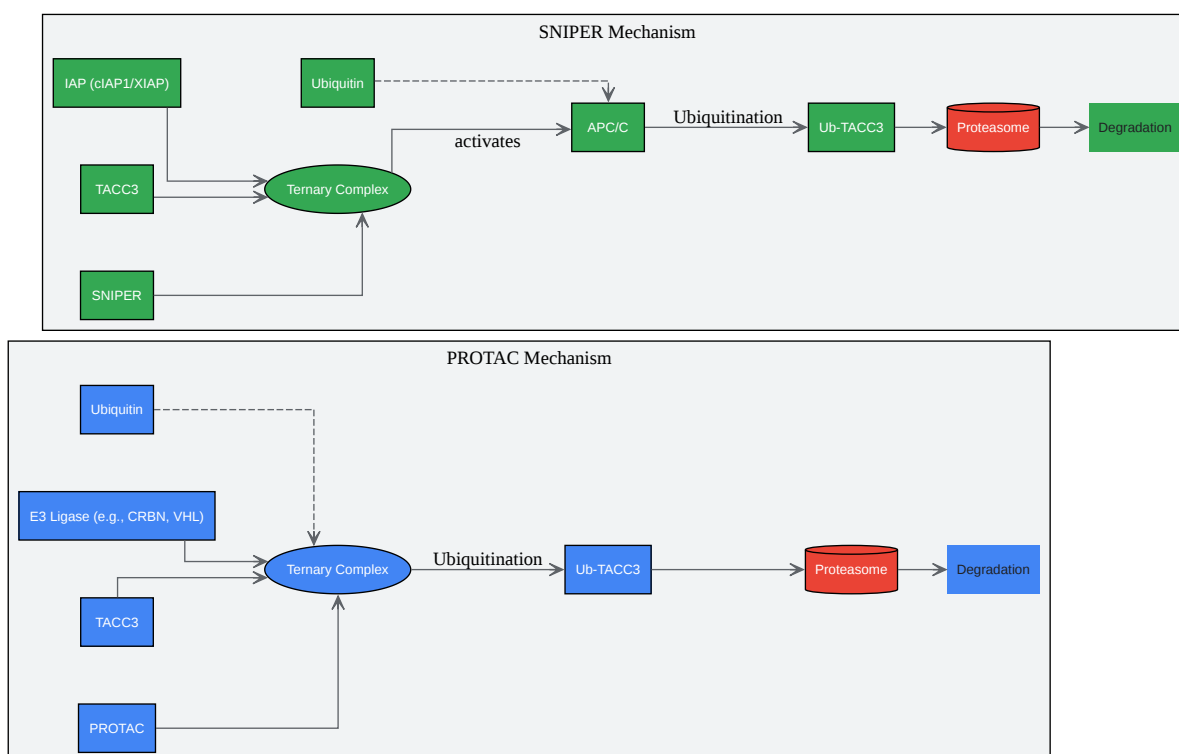 SNIPER Mechanism
IAP (cIAP1/XIAP)
Ubiquitin
APC/C
Ubiquitination
Ub-TACC3
Proteasome
Degradation
activates
TACC3
Ternary Complex
SNIPER
PROTAC Mechanism
Ubiquitin
E3 Ligase (e.g., CRBN, VHL)
Ternary Complex
Ubiquitination
Ub-TACC3
Proteasome
Degradation
TACC3
PROTAC